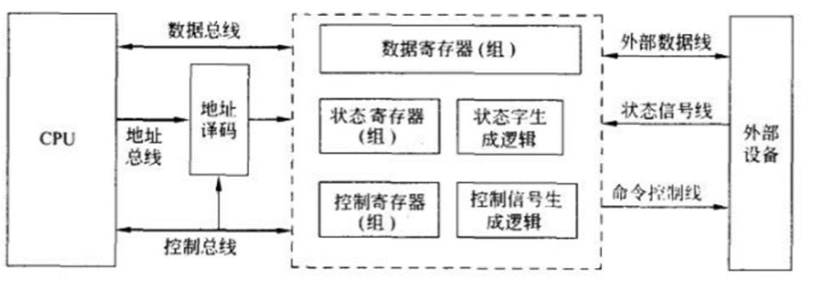 CPU
数据总线
地址
总线
地址
译码
控制总线
数据寄存器(组)
状态寄存器
(组)
状态字生
成逻辑
控制寄存器
(组)
控制信号生
成逻辑
外部数据线
状态信号线
命令控制线
外部
设备